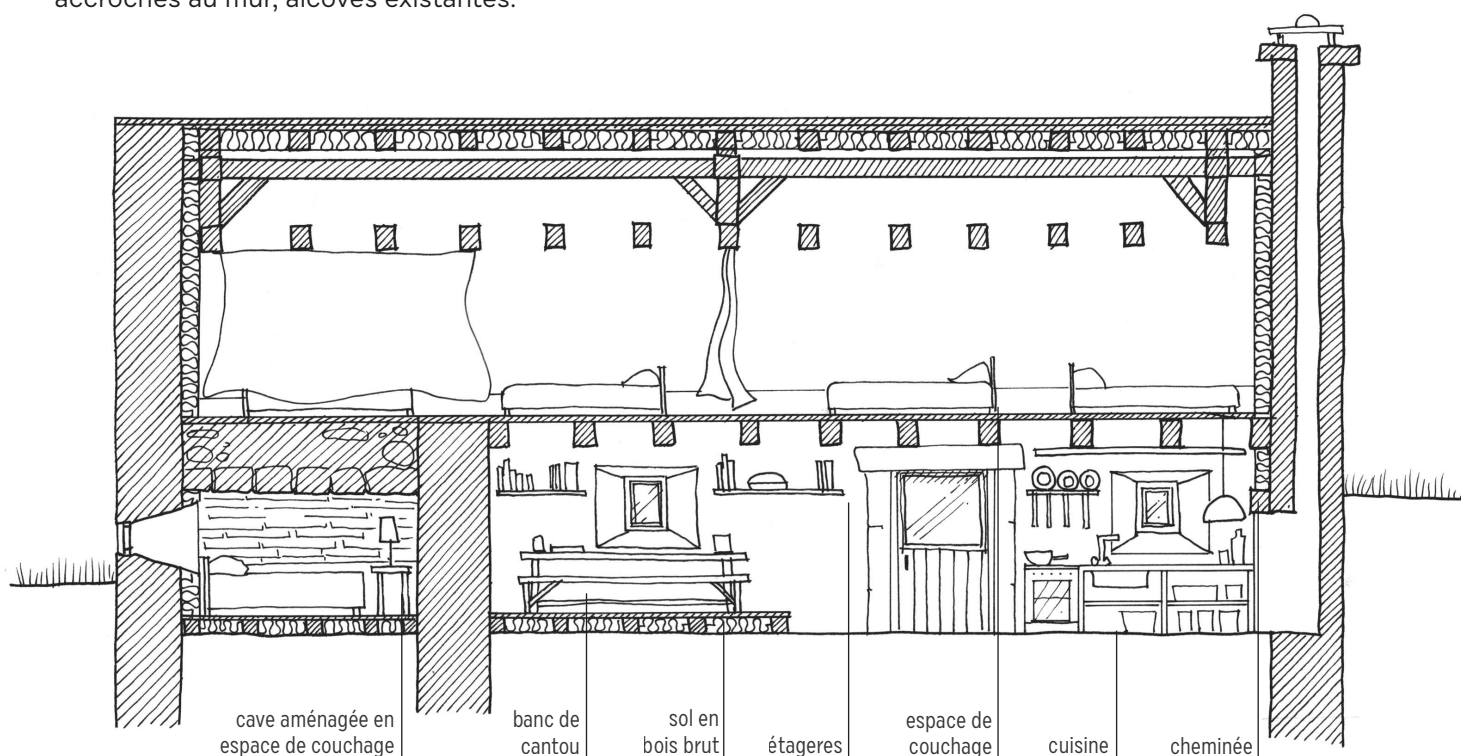 accrochés au mur, alcôves existantes.
cave aménagée en
espace de couchage
banc de
cantou
sol en
bois brut
étageres
espace de
couchage
cuisine
cheminée